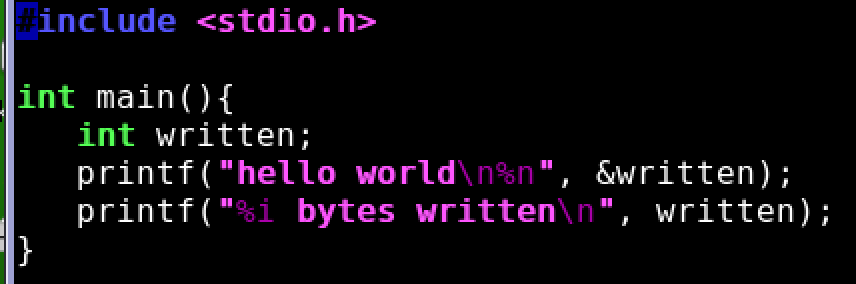 #include <stdio.h>
int main(){
int written;
printf("hello world\n%n", &written);
printf("%i bytes written\n", written);
}